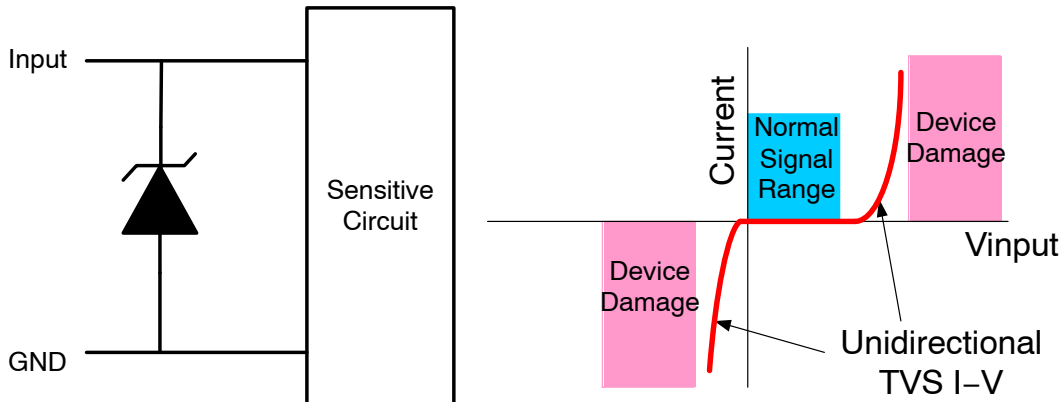 Input
GND
Sensitive
Circuit
Current
Normal
Signal
Range
Device
Damage
Vinput
Device
Damage
Unidirectional
TVS I–V